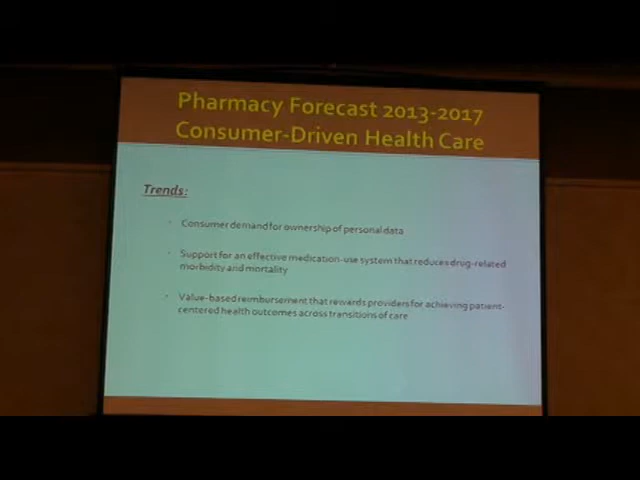 Pharmacy Forecast 2013-2017
Consumer-Driven Health Care
Trends:
· Consumer demand for ownership of personal data
· Support for an effective medication-use system that reduces drug-related
morbidity and mortality
· Value-based reimbursement that rewards providers for achieving patient-
centered health outcomes across transitions of care